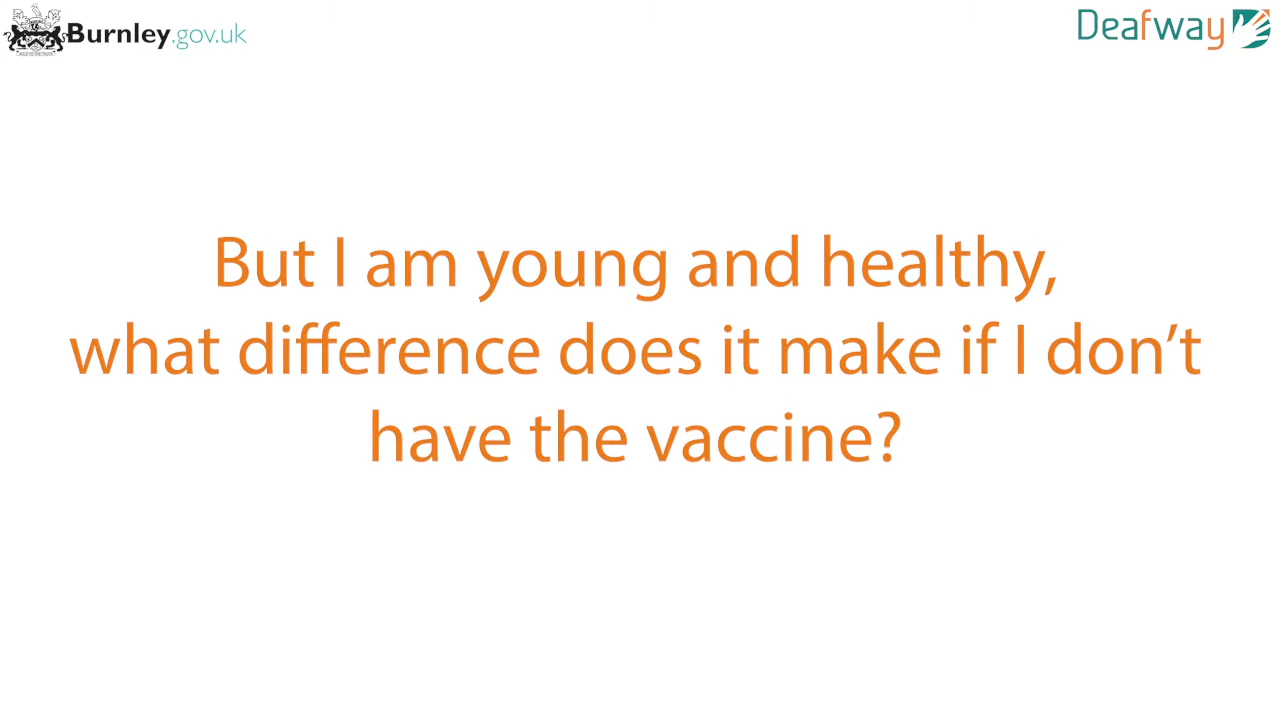 Burnley.gov.uk
Deafway
But I am young and healthy,
what difference does it make if I don’t
have the vaccine?